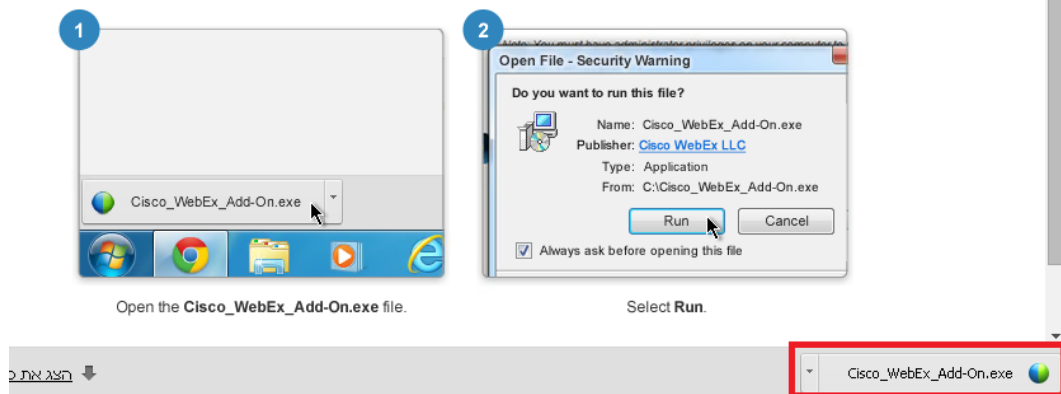 1
Cisco_WebEx_Add-On.exe
Open the Cisco_WebEx_Add-On.exe file.
2
Note: You must have administrator privileges on your computer to
Open File - Security Warning
Do you want to run this file?
Name: Cisco_WebEx_Add-On.exe
Publisher: Cisco WebEx LLC
Type: Application
From: C:\Cisco_WebEx_Add-On.exe
Run Cancel
Always ask before opening this file
Select Run.
הצג את
Cisco_WebEx_Add-On.exe